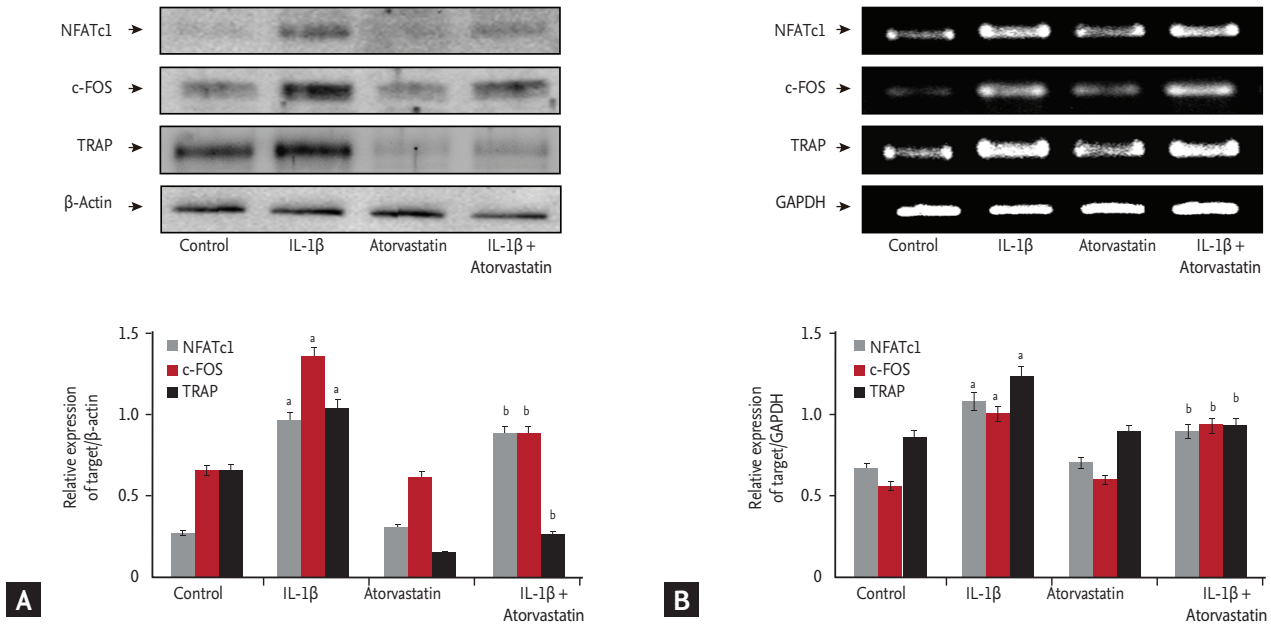 NFATc1
c-FOS
TRAP
β-Actin
Control IL-1β Atorvastatin IL-1β +
Atorvastatin
Relative expression
of target/β-actin
1.5
1.0
0.5
0
NFATc1
c-FOS
TRAP
a
a
a
b b
b
Control IL-1β Atorvastatin IL-1β +
Atorvastatin
A
NFATc1
c-FOS
TRAP
GAPDH
Control IL-1β Atorvastatin IL-1β +
Atorvastatin
Relative expression
of target/GAPDH
1.5
1.0
0.5
0
NFATc1
c-FOS
TRAP
a
a
a
b b b
Control IL-1β Atorvastatin IL-1β +
Atorvastatin
B